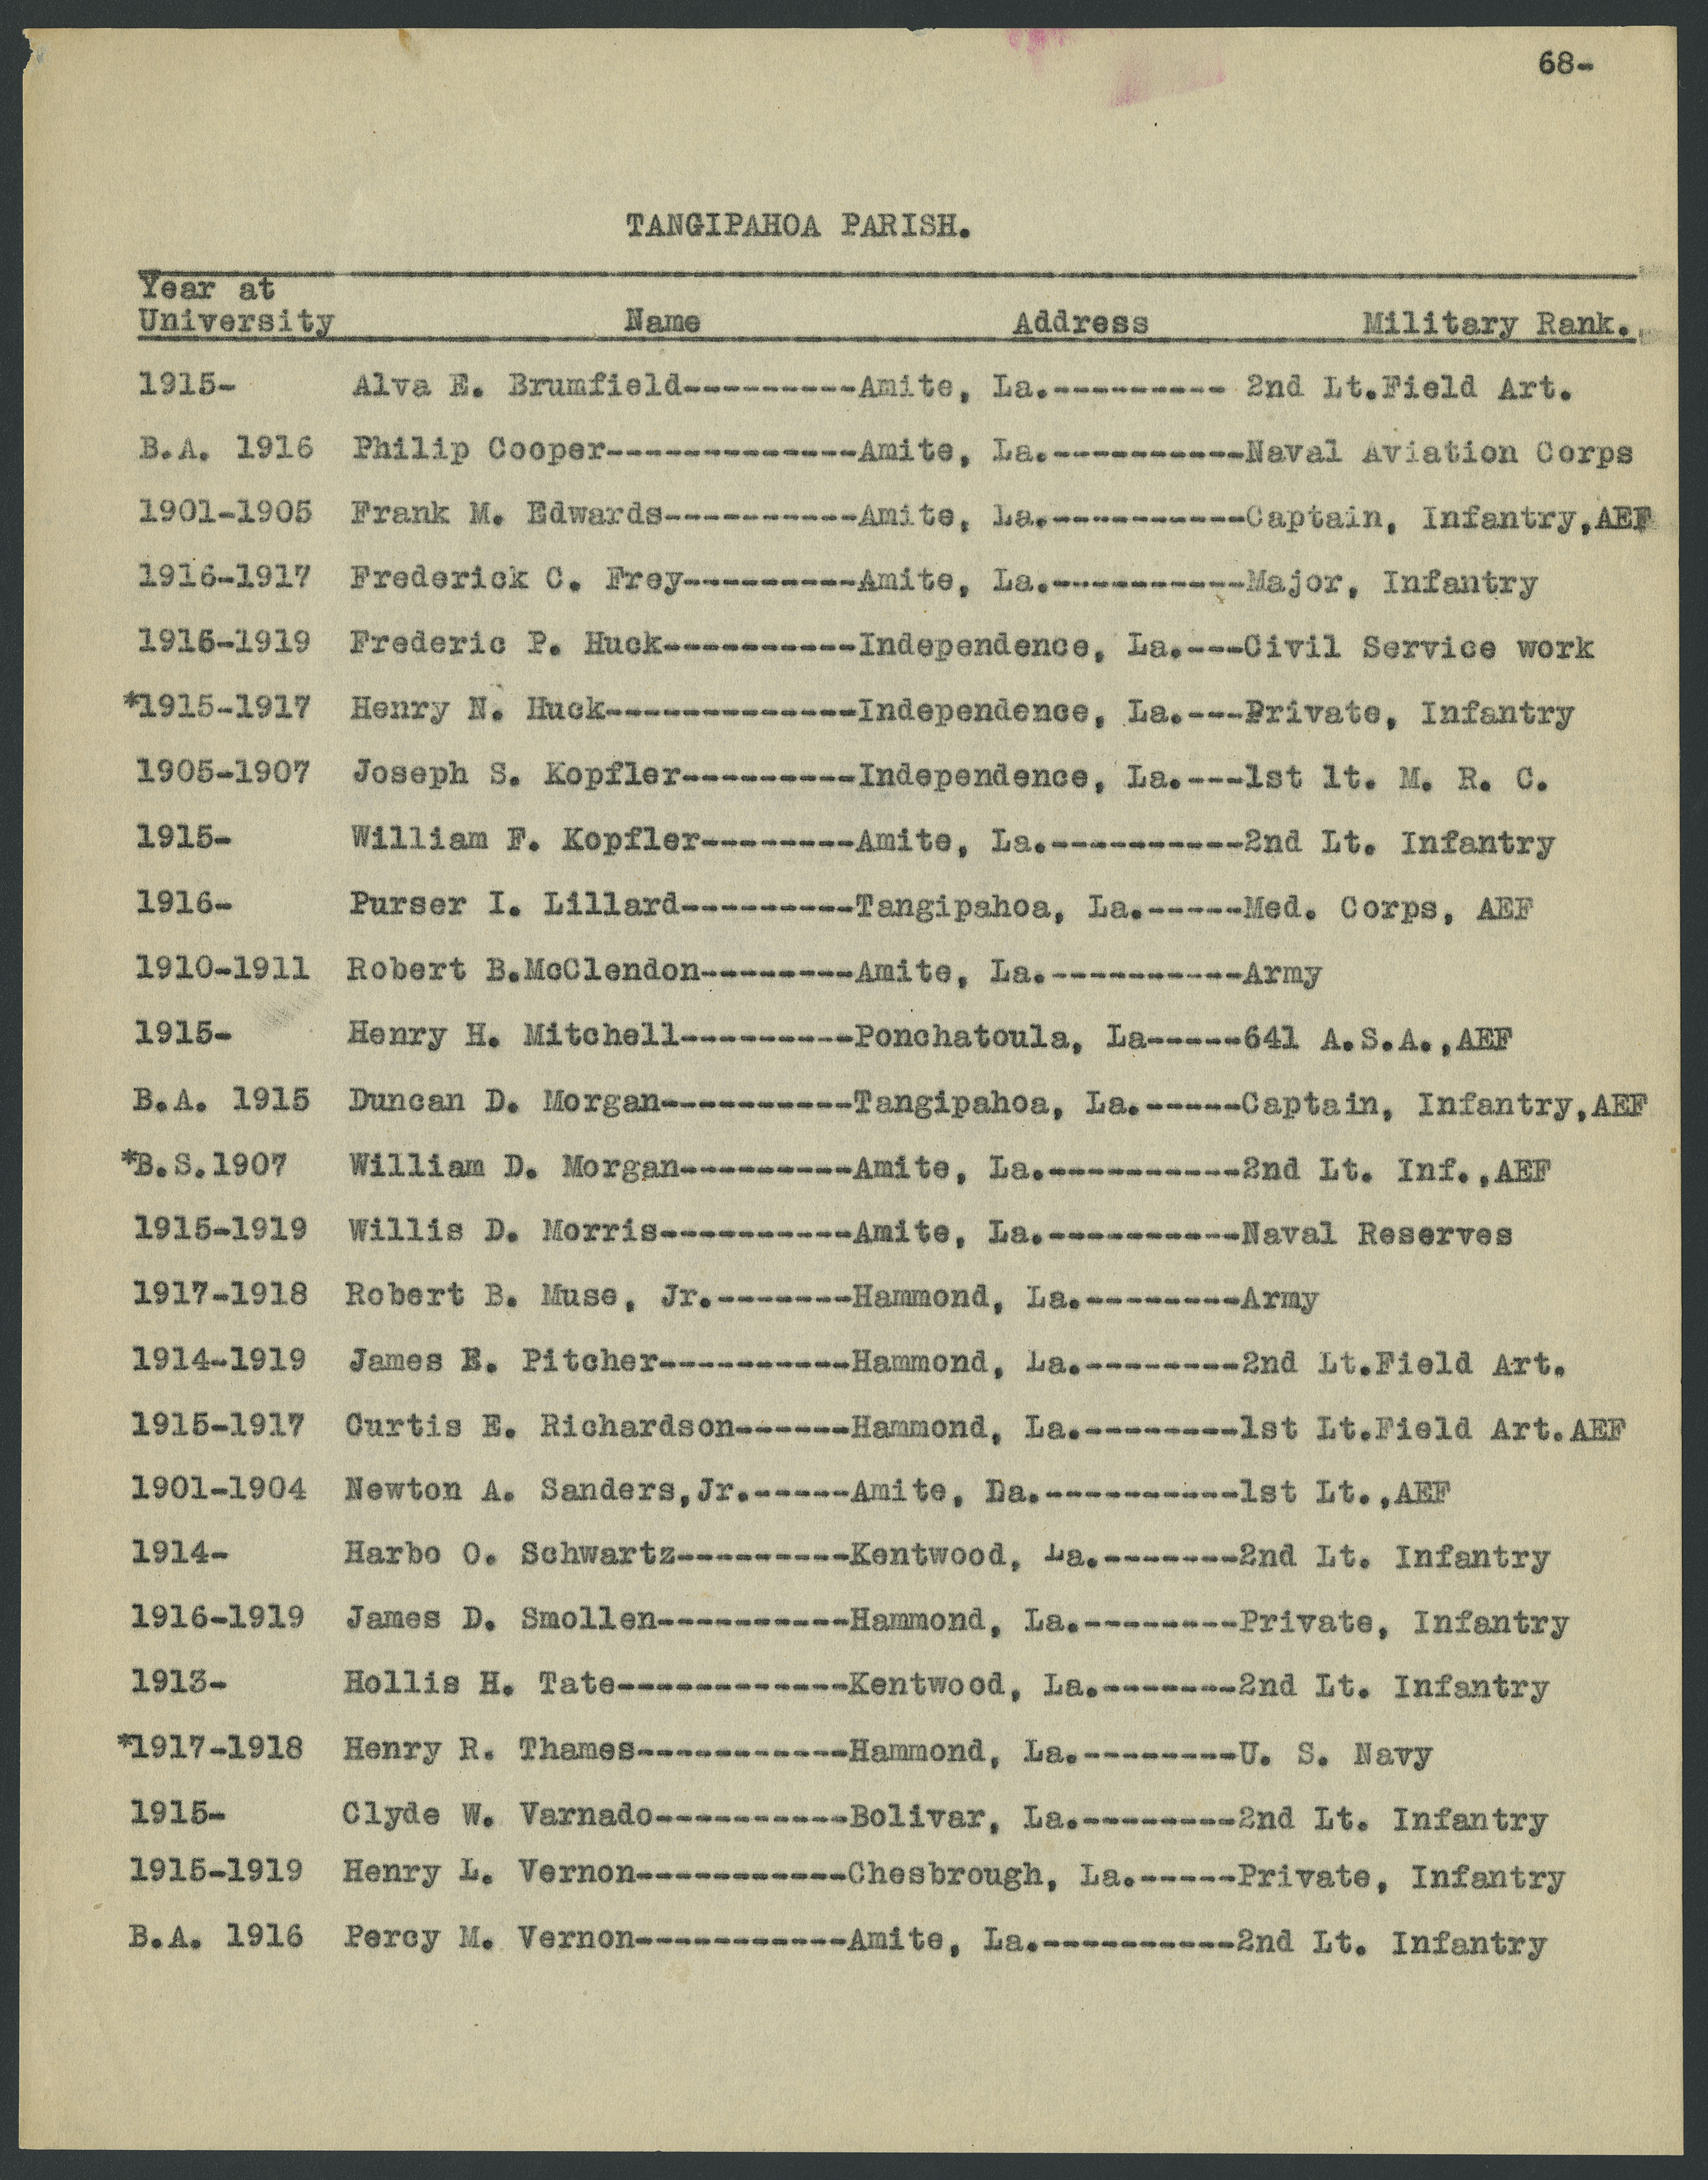 68-
TANGIPAHOA PARISH.
Year at
University Name Address Military Rank.
1915- Alva E. Brumfield---------Amite, La.--------- 2nd Lt.Field Art.
B.A. 1916 Philip Cooper-------------Amite, La.----------Naval Aviation Corps
1901-1905 Frank M. Edwards----------Amite, La.----------Captain, Infantry,AEF
1916-1917 Frederick C. Frey---------Amite, La.----------Major, Infantry
1916-1919 Frederic P. Huck----------Independence, La.---Civil Service work
*1915-1917 Henry N. Huck-------------Independence, La.---Private, Infantry
1905-1907 Joseph S. Kopfler---------Independence, La.---1st lt. M. R. C.
1915- William F. Kopfler--------Amite, La.----------2nd Lt. Infantry
1916- Purser I. Lillard---------Tangipahoa, La.-----Med. Corps, AEF
1910-1911 Robert B.McClendon--------Amite, La.----------Army
1915- Henry H. Mitchell---------Ponchatoula, La-----641 A.S.A.,AEF
B.A. 1915 Duncan D. Morgan----------Tangipahoa, La.-----Captain, Infantry,AEF
*B.S.1907 William D. Morgan---------Amite, La.----------2nd Lt. Inf.,AEF
1915-1919 Willis D. Morris----------Amite, La.----------Naval Reserves
1917-1918 Robert B. Muse, Jr.-------Hammond, La.--------Army
1914-1919 James E. Pitcher----------Hammond, La.--------2nd Lt.Field Art.
1915-1917 Curtis E. Richardson------Hammond, La.--------1st Lt.Field Art.AEF
1901-1904 Newton A. Sanders,Jr.-----Amite, Da.----------1st Lt.,AEF
1914- Harbo O. Schwartz---------Kentwood, La.-------2nd Lt. Infantry
1916-1919 James D. Smollen----------Hammond, La.--------Private, Infantry
1913- Hollis H. Tate------------Kentwood, La.-------2nd Lt. Infantry
*1917-1918 Henry R. Thames-----------Hammond, La.--------U. S. Navy
1915- Clyde W. Varnado----------Bolivar, La.--------2nd Lt. Infantry
1915-1919 Henry L. Vernon-----------Chesbrough, La.-----Private, Infantry
B.A. 1916 Percy M. Vernon-----------Amite, La.----------2nd Lt. Infantry